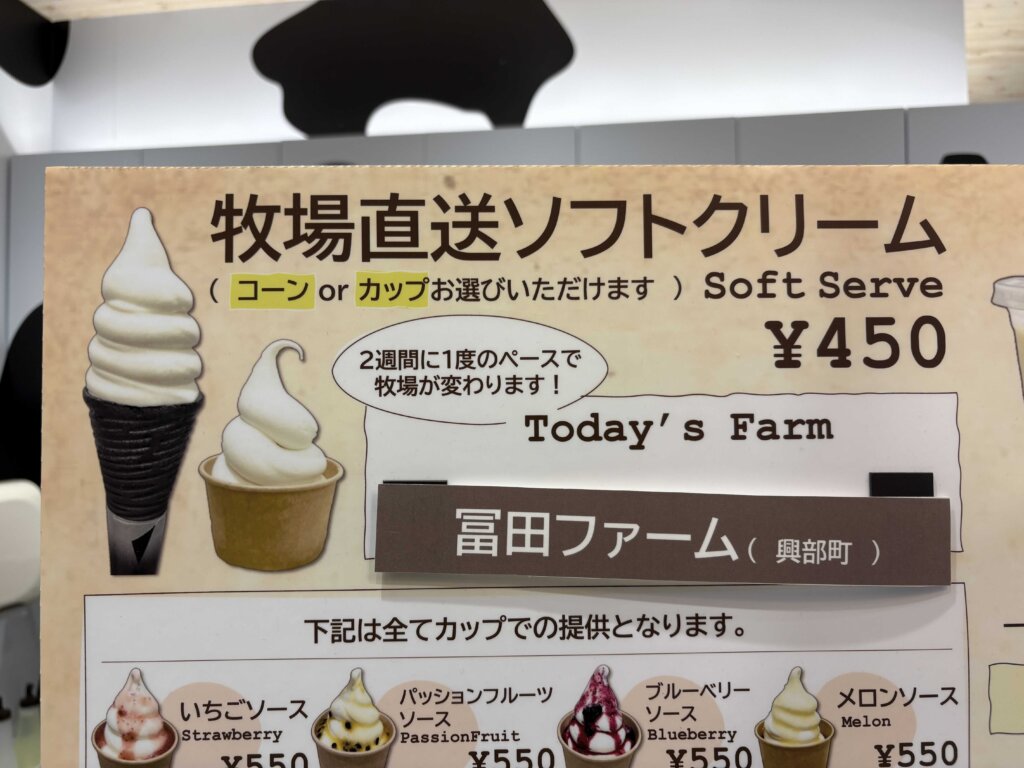 牧場直送ソフトクリーム
( コーン or カップお選びいただけます ) Soft Serve
¥450
2週間に1度のペースで
牧場が変わります！
Today's Farm
冨田ファーム( 興部町 )
下記は全てカップでの提供となります。
いちごソース
Strawberry
¥550
パッションフルーツ
ソース
PassionFruit
¥550
ブルーベリー
ソース
Blueberry
¥550
メロンソース
Melon
¥550